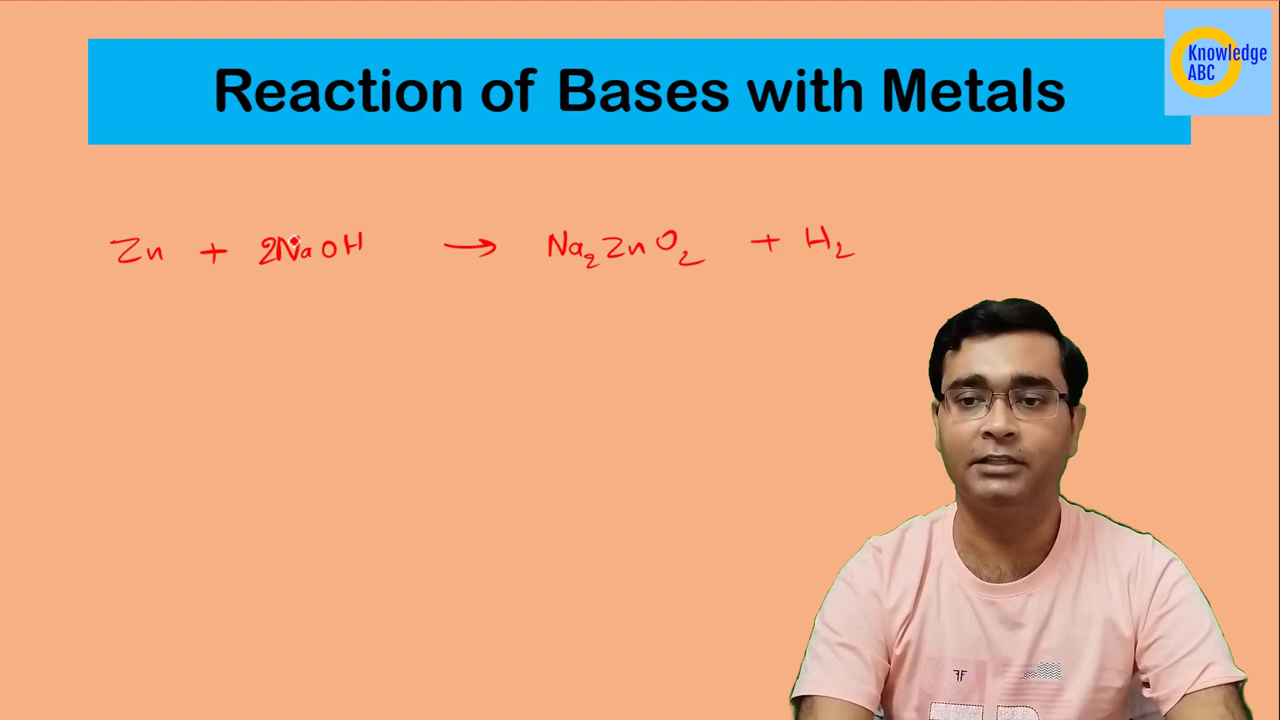 Knowledge
ABC
Reaction of Bases with Metals
Zn + 2NaOH → Na₂ZnO₂ + H₂